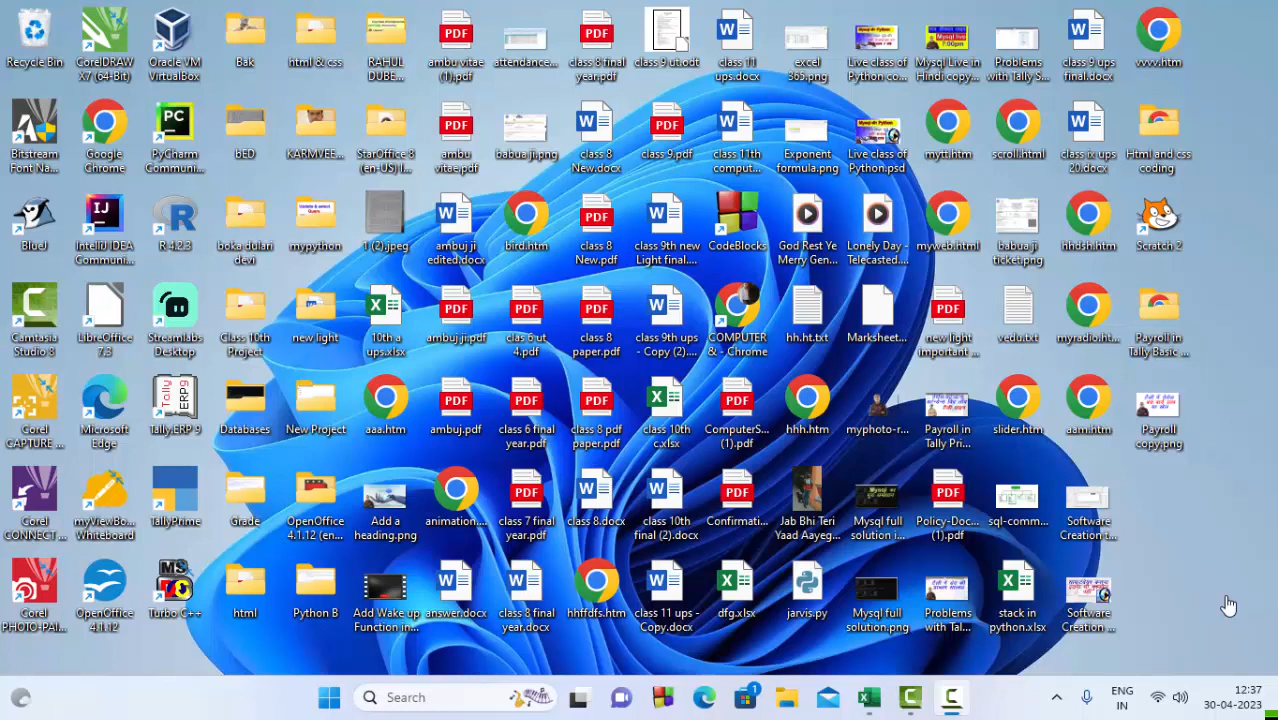 Recycle Bin
CorelDRAW X7 (64-Bit)
Oracle VM VirtualBox
Bak
html & css
RAHUL DUBE...
ambu vitae (1).pdf
attendance...
class 8 final year.pdf
class 9 ut.odt
class 11 ups.docx
excel 365.png
Live class of Python co...
Mysql Live in Hindi copy...
Problems with Tally S...
class 9 ups final.docx
vvvv.htm
Bitstream Font Na...
Google Chrome
PyCharm Communi...
bED
KARMVEE...
StarOffice 8 (en-US) I...
ambu vitae.pdf
babua ji.png
class 8 New.docx
class 9.pdf
class 11th comput...
Exponent formula.png
Live class of Python.psd
mytt.htm
scroll.html
class ix ups 20.docx
Html and css coding
BlueJ
IntelliJ IDEA Communi...
R 4.2.3
boka dulari devi
mypython
1 (2).jpeg
ambuj ji edited.docx
bird.htm
class 8 New.pdf
class 9th new Light final....
CodeBlocks
God Rest Ye Merry Gen...
Lonely Day - Telecasted....
myweb.html
babua ji ticket.png
hhdsh.htm
Scratch 2
Camtasia Studio 8
LibreOffice 7.3
Streamlabs Desktop
Class 10th Project
new light
10th a ups.xlsx
ambuj ji.pdf
clas 6 ut 4.pdf
class 8 paper.pdf
class 9th ups - Copy (2)....
COMPUTER & - Chrome
hh.ht.txt
Marksheet...
new light important ...
vedu.txt
myradio.ht...
Payroll in Tally Basic ...
Corel CAPTURE ...
Microsoft Edge
Tally.ERP 9
Databases
New Project
aaa.htm
ambuj.pdf
class 6 final year.pdf
class 8 pdf paper.pdf
class 10th c.xlsx
ComputerS... (1).pdf
hhh.htm
myphoto-r...
Payroll in Tally Pri...
slider.htm
aam.htm
Payroll copy.png
Corel CONNECT ...
myViewBo... Whiteboard
TallyPrime
Grade
OpenOffice 4.1.12 (en...
Add a heading.png
animation....
class 7 final year.pdf
class 8.docx
class 10th final (2).docx
Confirmati...
Jab Bhi Teri Yaad Aayeg...
Mysql full solution i...
Policy-Doc... (1).pdf
sql-comm...
Software Creation t...
Corel PHOTO-PAI...
OpenOffice 4.1.12
Turbo C++
html
Python B
Add Wake up Function in...
answer.docx
class 8 final year.docx
hhffdfs.htm
class 11 ups - Copy.docx
dfg.xlsx
jarvis.py
Mysql full solution.png
Problems with Tal...
stack in python.xlsx
Software Creation ...
Search
ENG
IN
12:37
30-04-2023